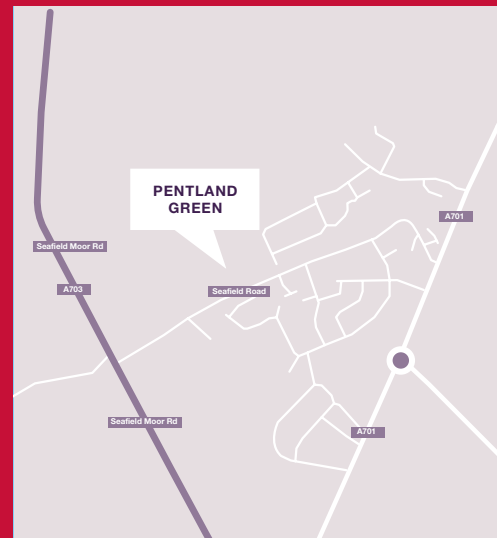 PENTLAND
GREEN
A701
Seafield Moor Rd
A703
Seafield Road
Seafield Moor Rd
A701